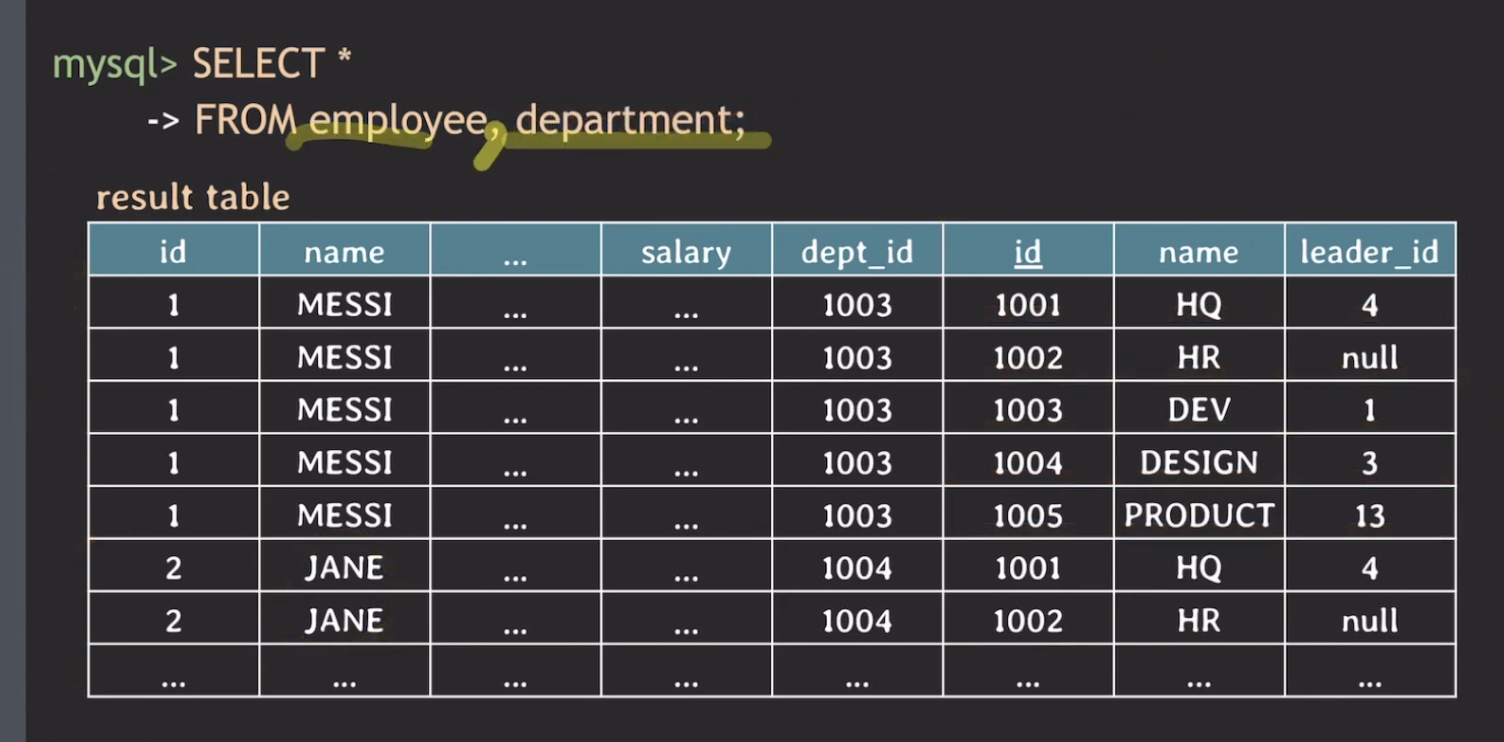 mysql> SELECT *
-> FROM employee, department;
result table
id name ... salary dept_id id name leader_id
1 MESSI ... ... 1003 1001 HQ 4
1 MESSI ... ... 1003 1002 HR null
1 MESSI ... ... 1003 1003 DEV 1
1 MESSI ... ... 1003 1004 DESIGN 3
1 MESSI ... ... 1003 1005 PRODUCT 13
2 JANE ... ... 1004 1001 HQ 4
2 JANE ... ... 1004 1002 HR null
... ... ... ... ... ... ... ...